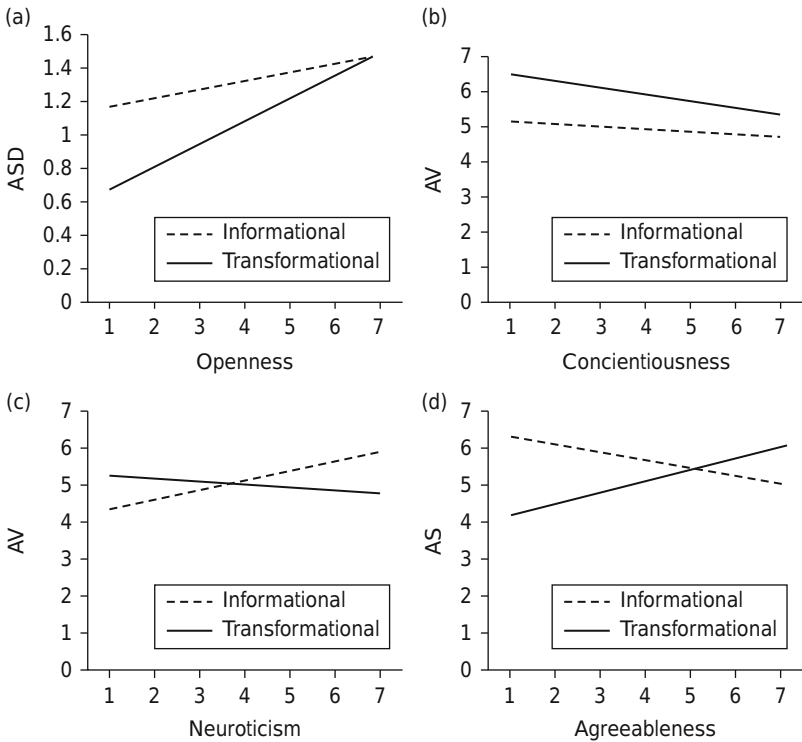 (a)
ASD
1.6
1.4
1.2
1
0.8
0.6
0.4
0.2
0
Informational
Transformational
1 2 3 4 5 6 7
Openness
(b)
AV
7
6
5
4
3
2
1
0
Informational
Transformational
1 2 3 4 5 6 7
Concientiousness
(c)
AV
7
6
5
4
3
2
1
0
Informational
Transformational
1 2 3 4 5 6 7
Neuroticism
(d)
AS
7
6
5
4
3
2
1
0
Informational
Transformational
1 2 3 4 5 6 7
Agreeableness